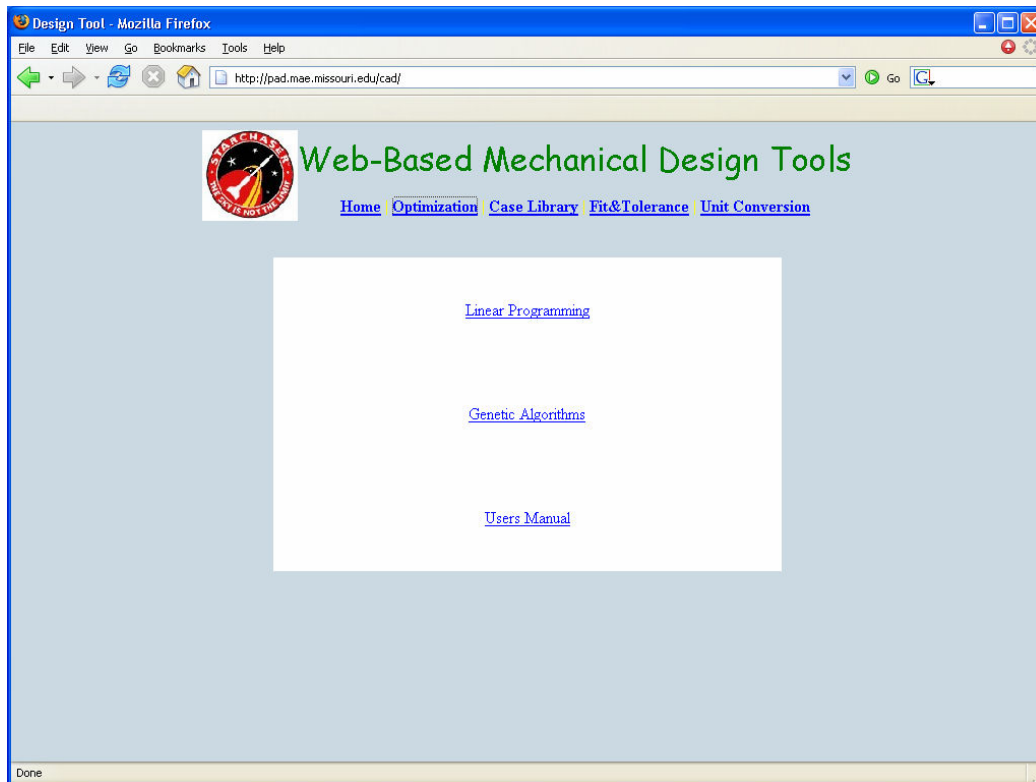 Design Tool - Mozilla Firefox
File Edit View Go Bookmarks Tools Help
http://pad.mae.missouri.edu/cad/ Go G
STARCHASER
THE SKY IS NOT THE LIMIT
Web-Based Mechanical Design Tools
Home | Optimization | Case Library | Fit&Tolerance | Unit Conversion
Linear Programming
Genetic Algorithms
Users Manual
Done